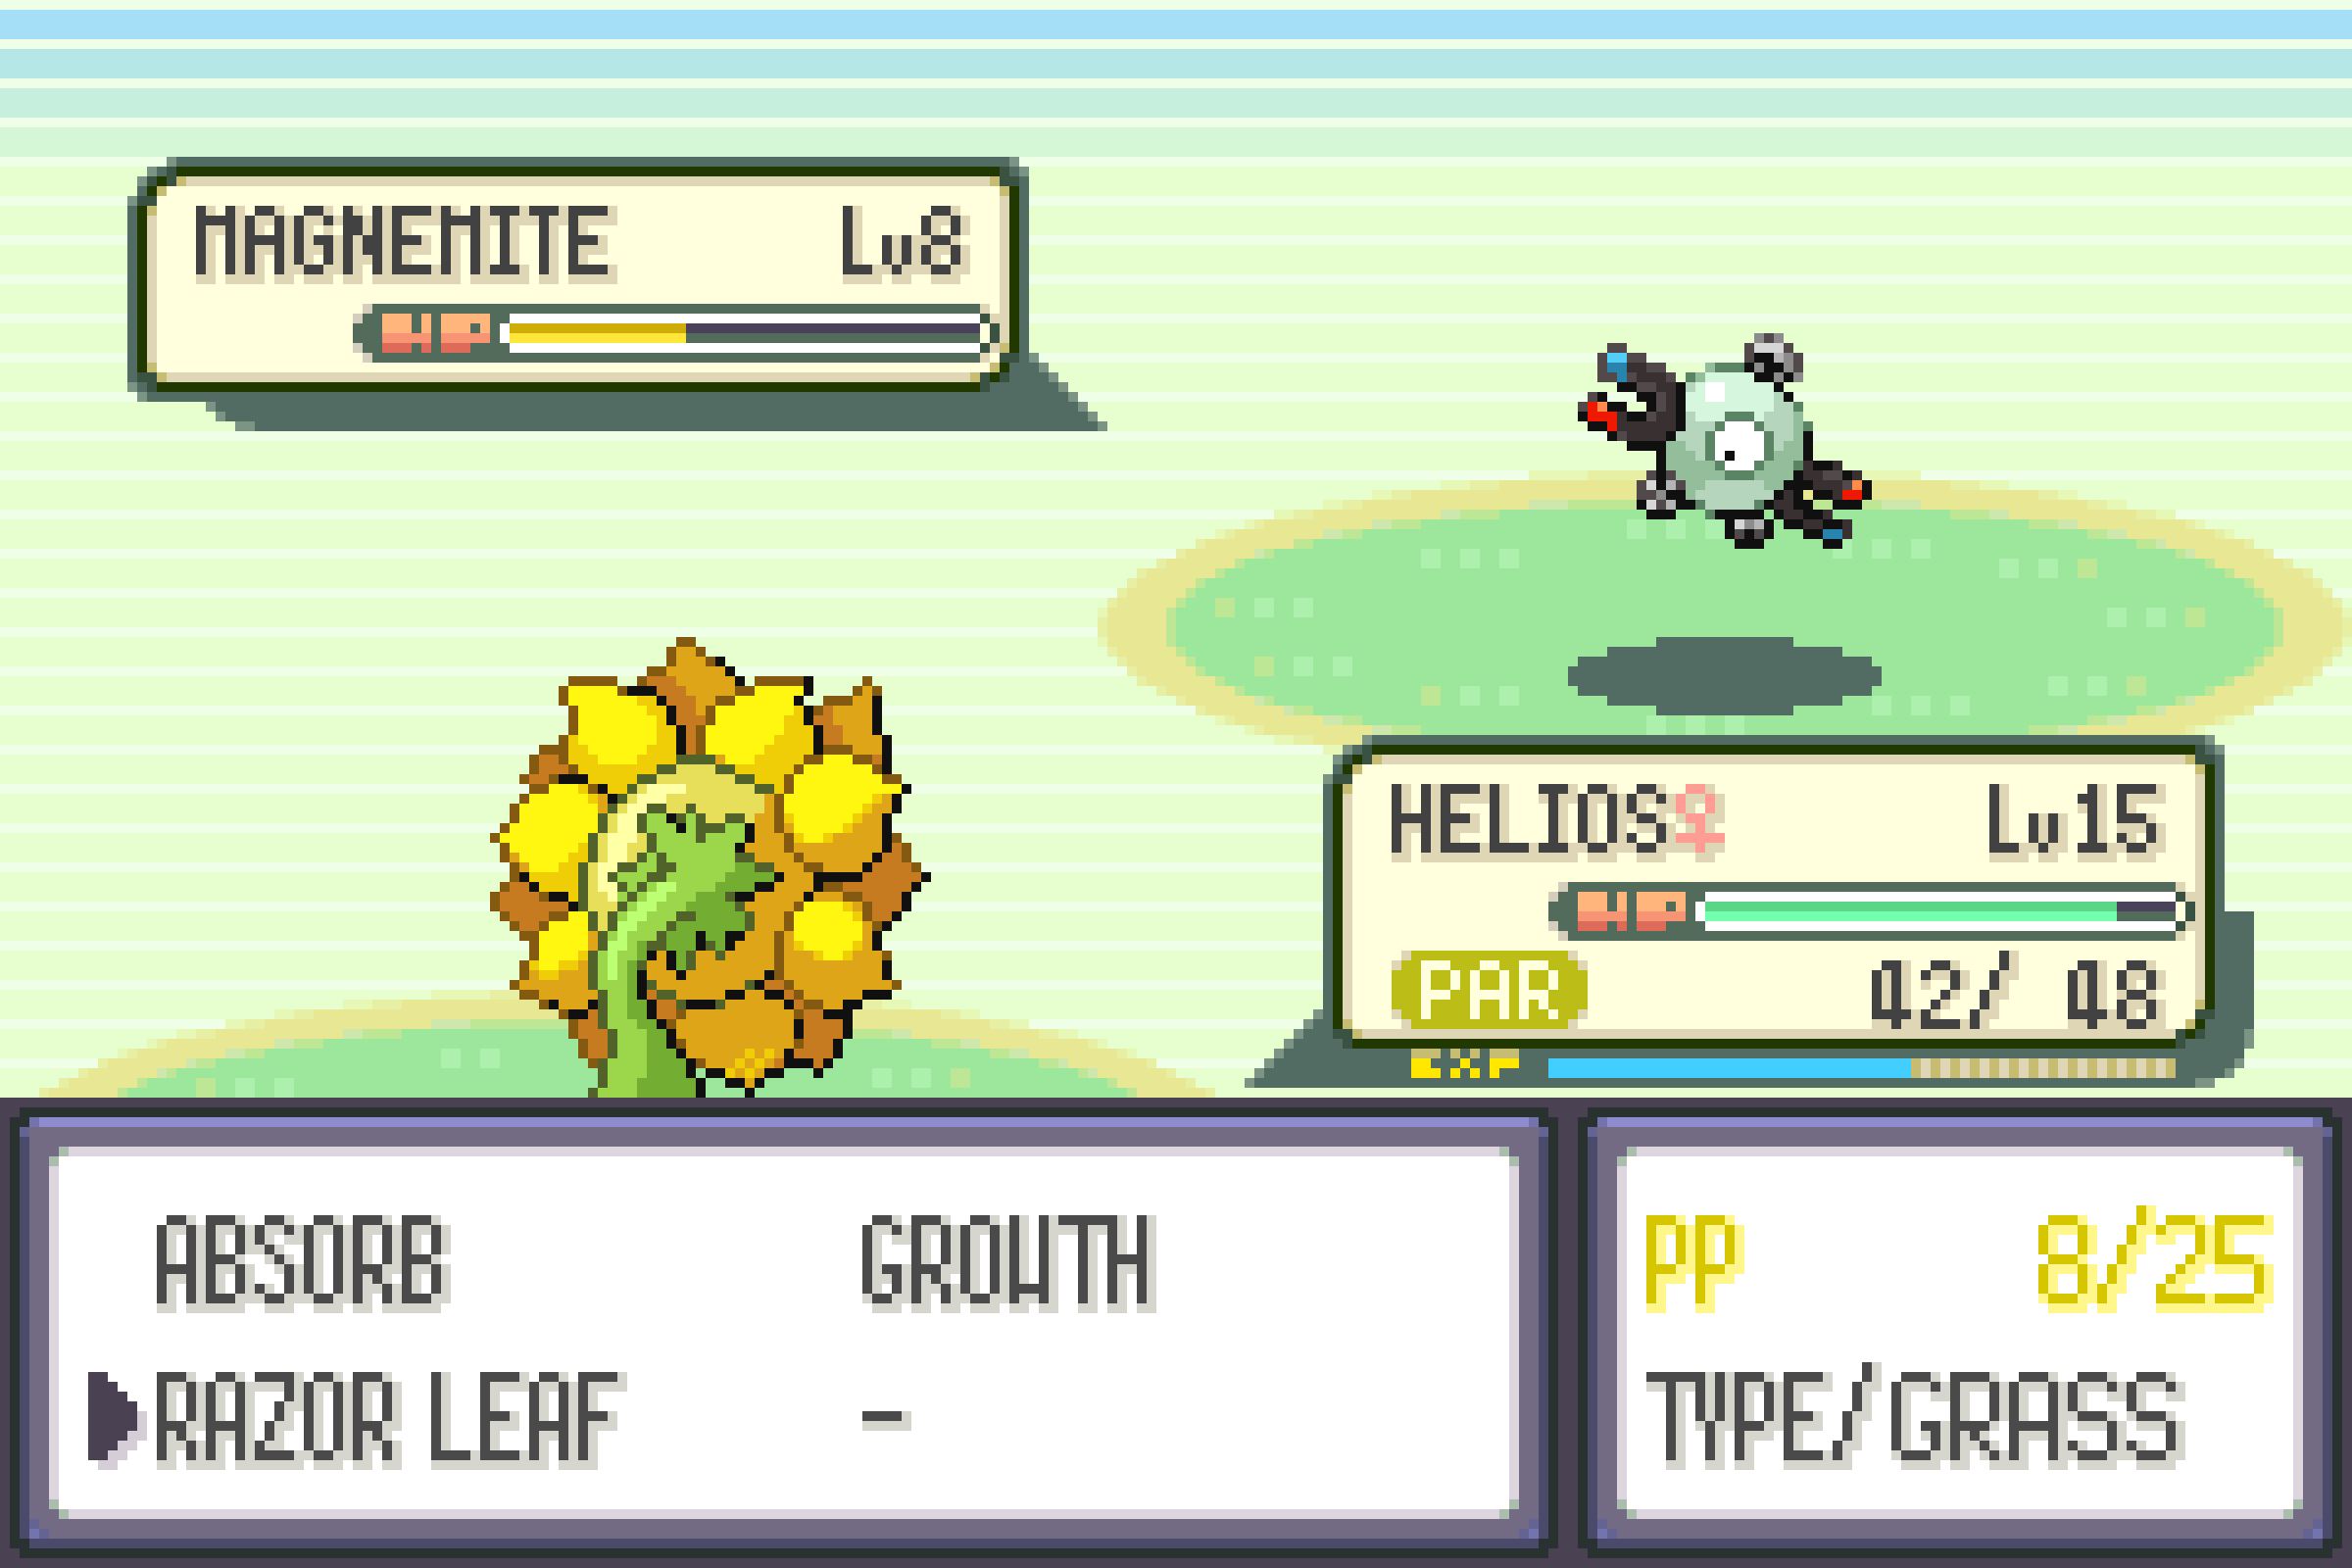 MAGNEMITE Lv8
HP
HELIOS♀ Lv15
HP
PAR 42/ 48
EXP
ABSORB GROWTH
RAZOR LEAF -
PP 8/25
TYPE/GRASS